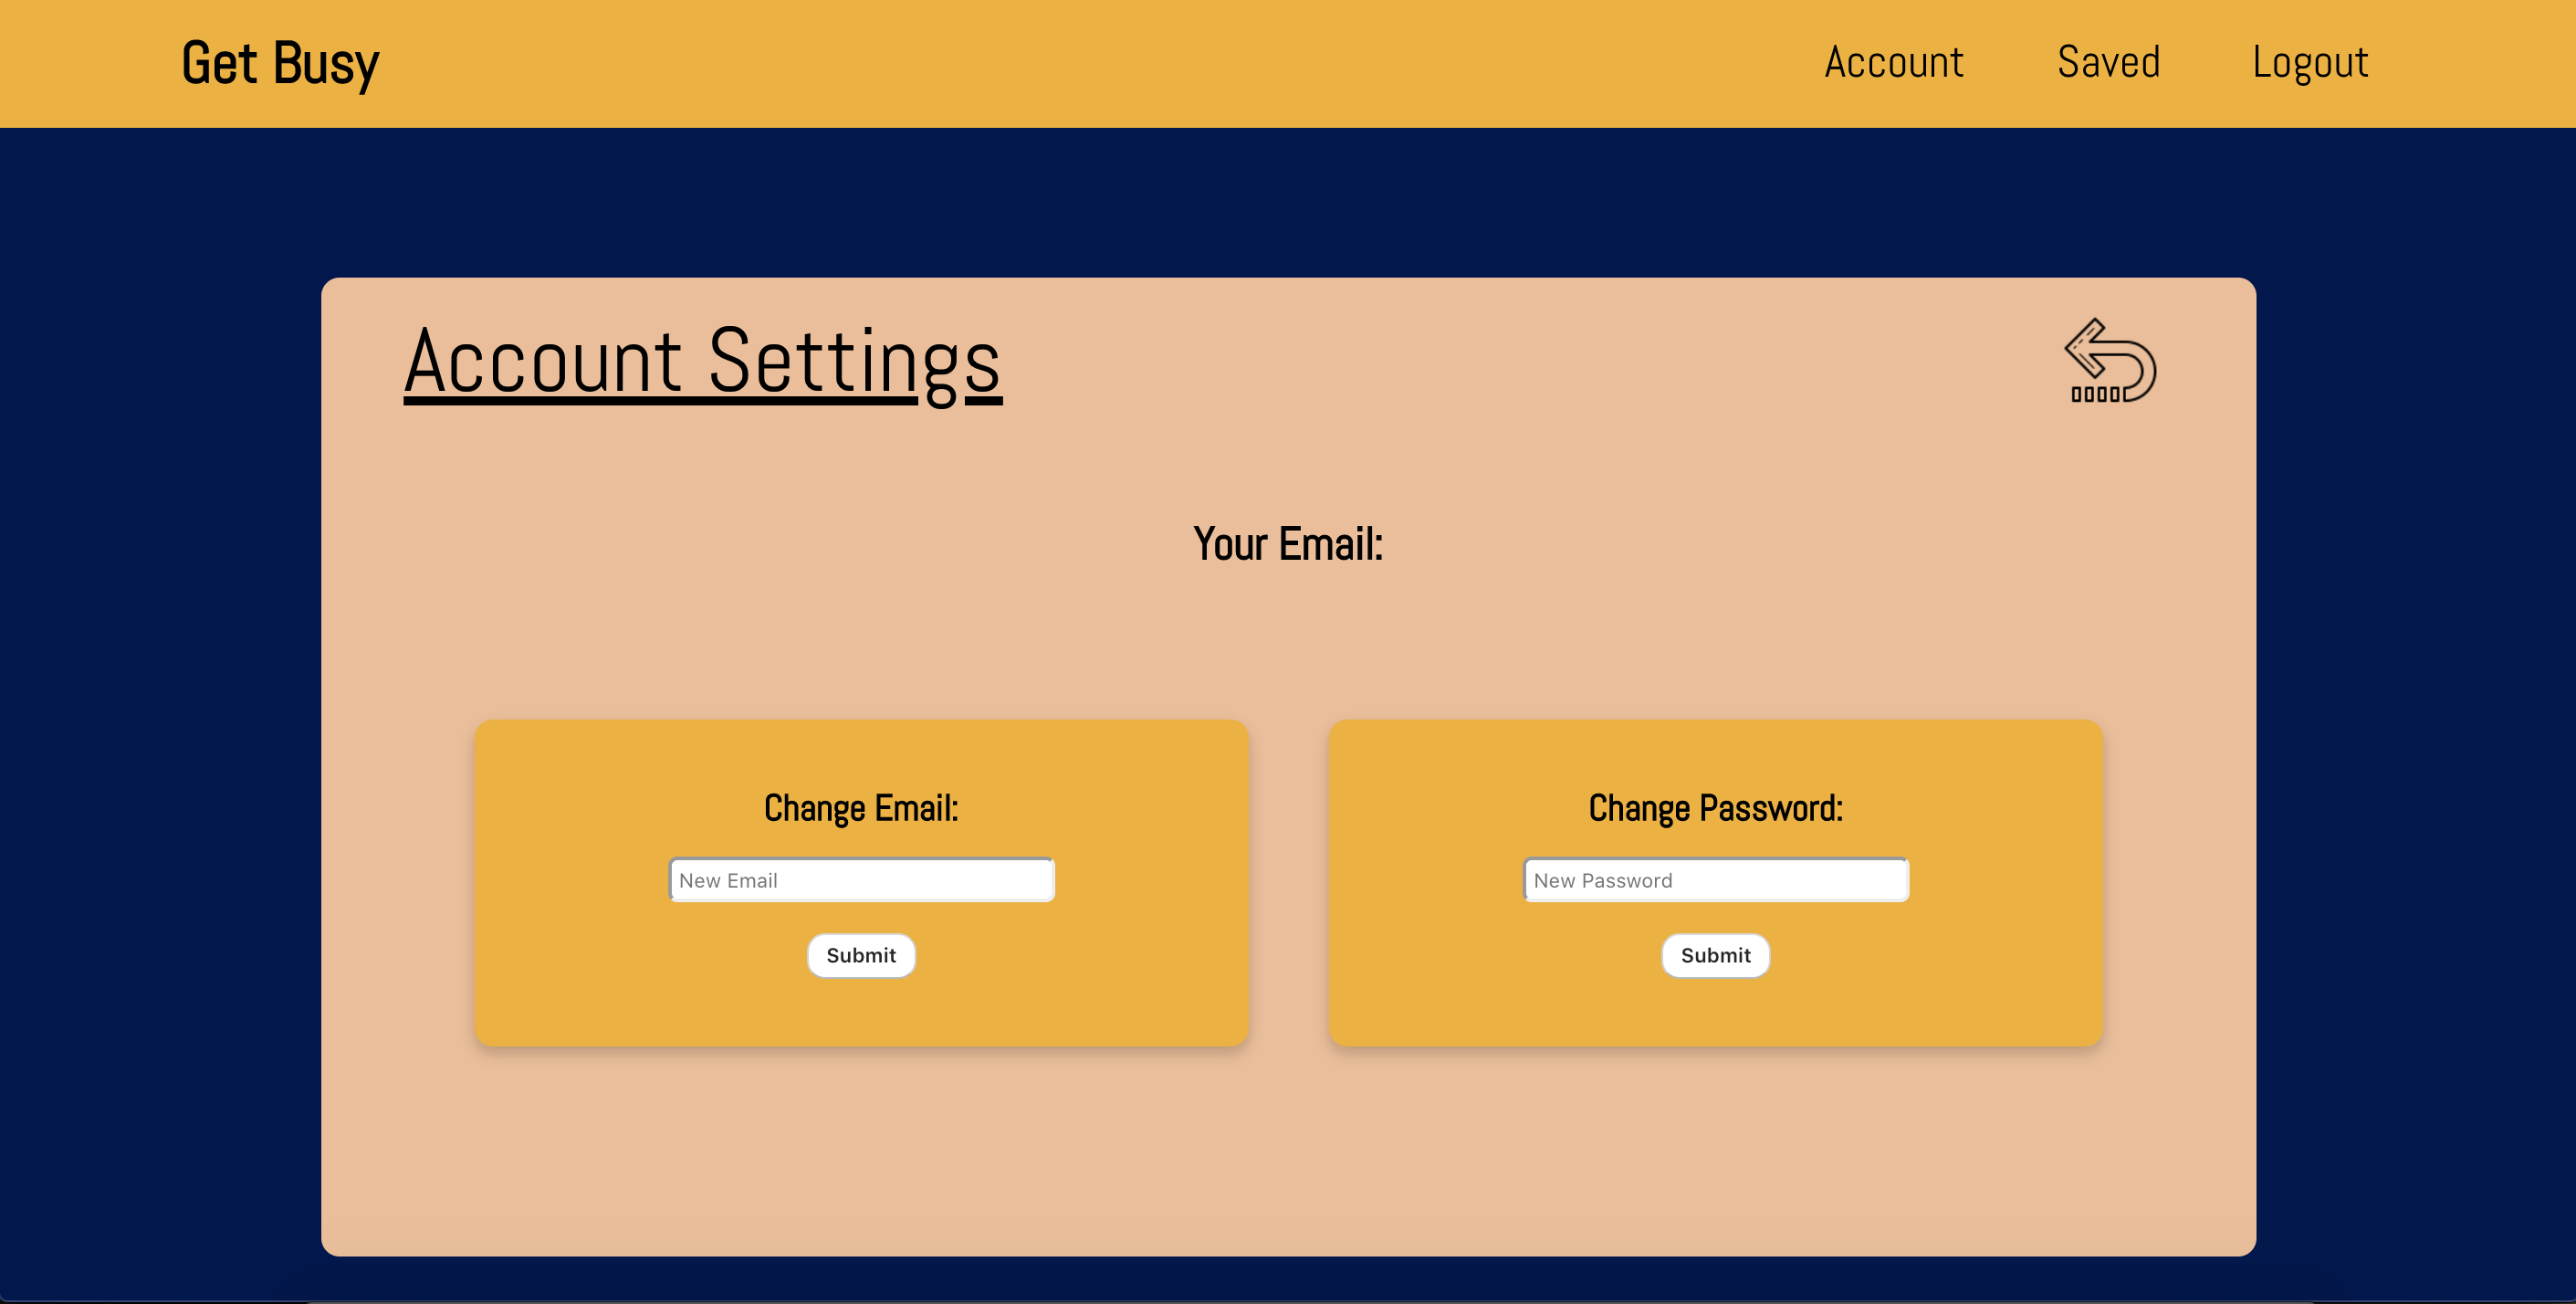 Get Busy
Account
Saved
Logout
Account Settings
Your Email:
Change Email:
New Email
Submit
Change Password:
New Password
Submit